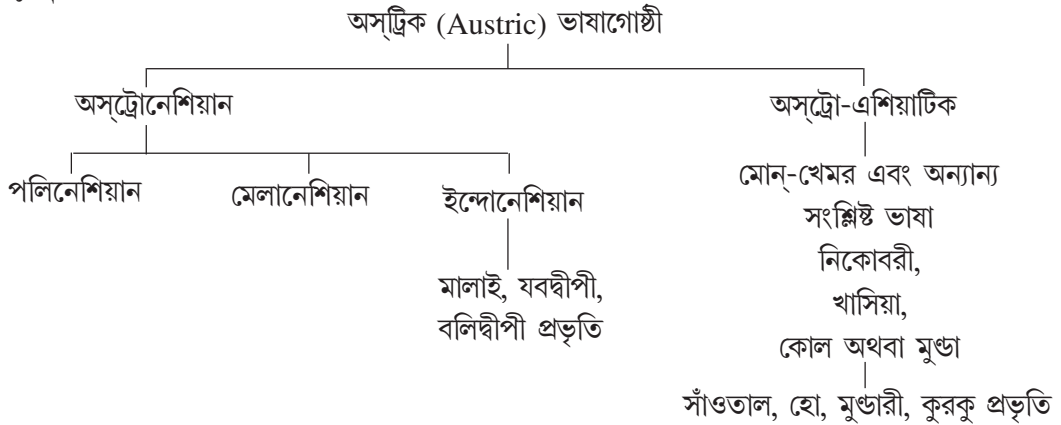 অস্‌ট্রিক (Austric) ভাষাগোষ্ঠী
অস্‌ট্রোনেশিয়ান
অস্‌ট্রো-এশিয়াটিক
পলিনেশিয়ান
মেলানেশিয়ান
ইন্দোনেশিয়ান
মালাই, যবদ্বীপী,
বলিদ্বীপী প্রভৃতি
মোন্-খেমর এবং অন্যান্য
সংশ্লিষ্ট ভাষা
নিকোবরী,
খাসিয়া,
কোল অথবা মুণ্ডা
সাঁওতাল, হো, মুণ্ডারী, কুরকু প্রভৃতি